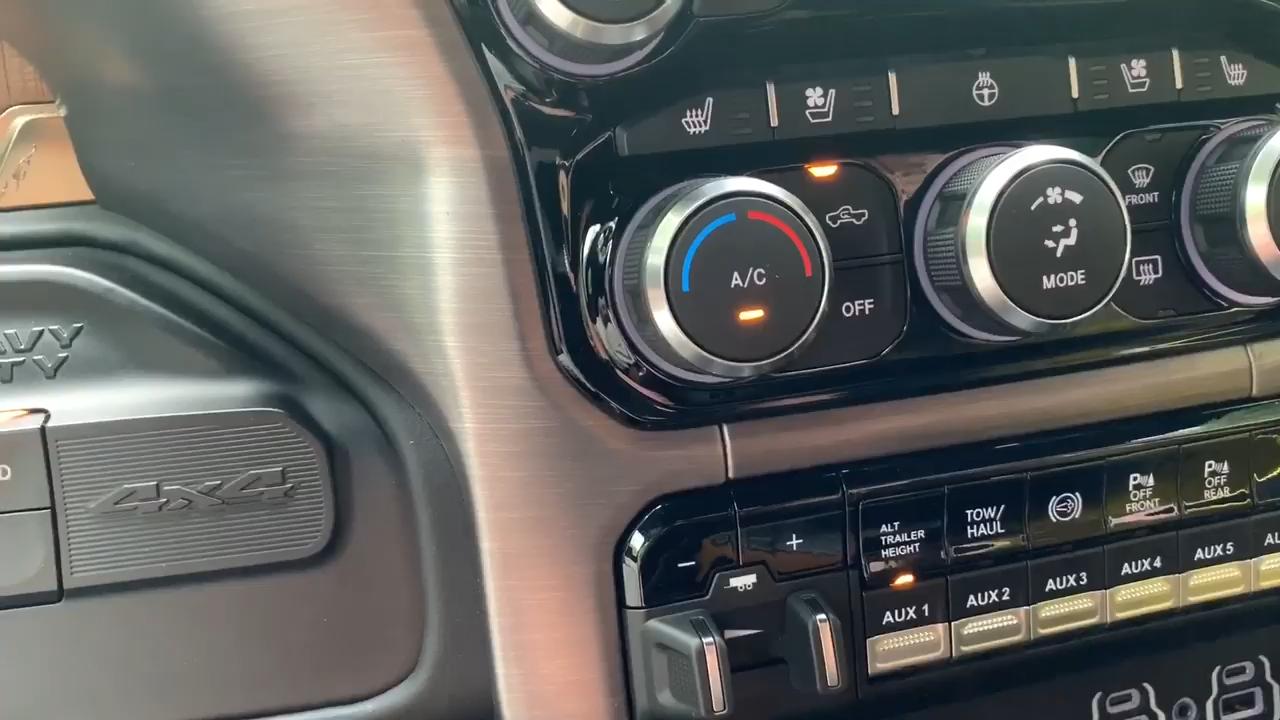 A/C
OFF
MODE
FRONT
4x4
ALT
TRAILER
HEIGHT
TOW/
HAUL
P
OFF
FRONT
P
OFF
REAR
–
+
AUX 1
AUX 2
AUX 3
AUX 4
AUX 5